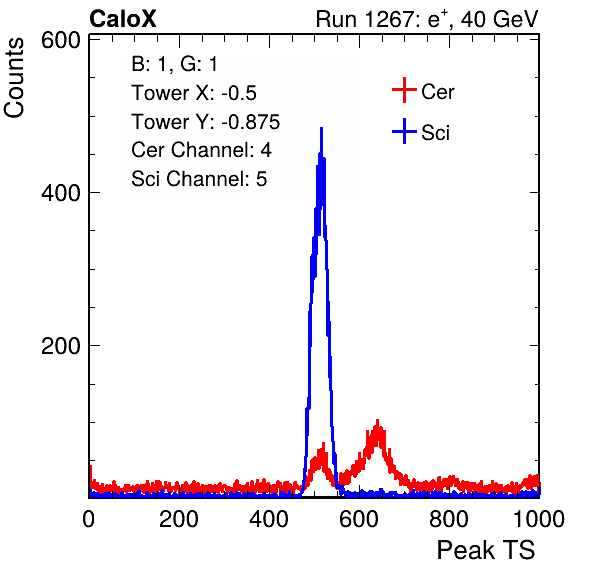 CaloX Run 1267: e⁺, 40 GeV
Counts
600
400
200
B: 1, G: 1
Tower X: -0.5
Tower Y: -0.875
Cer Channel: 4
Sci Channel: 5
Cer
Sci
0 200 400 600 800 1000
Peak TS